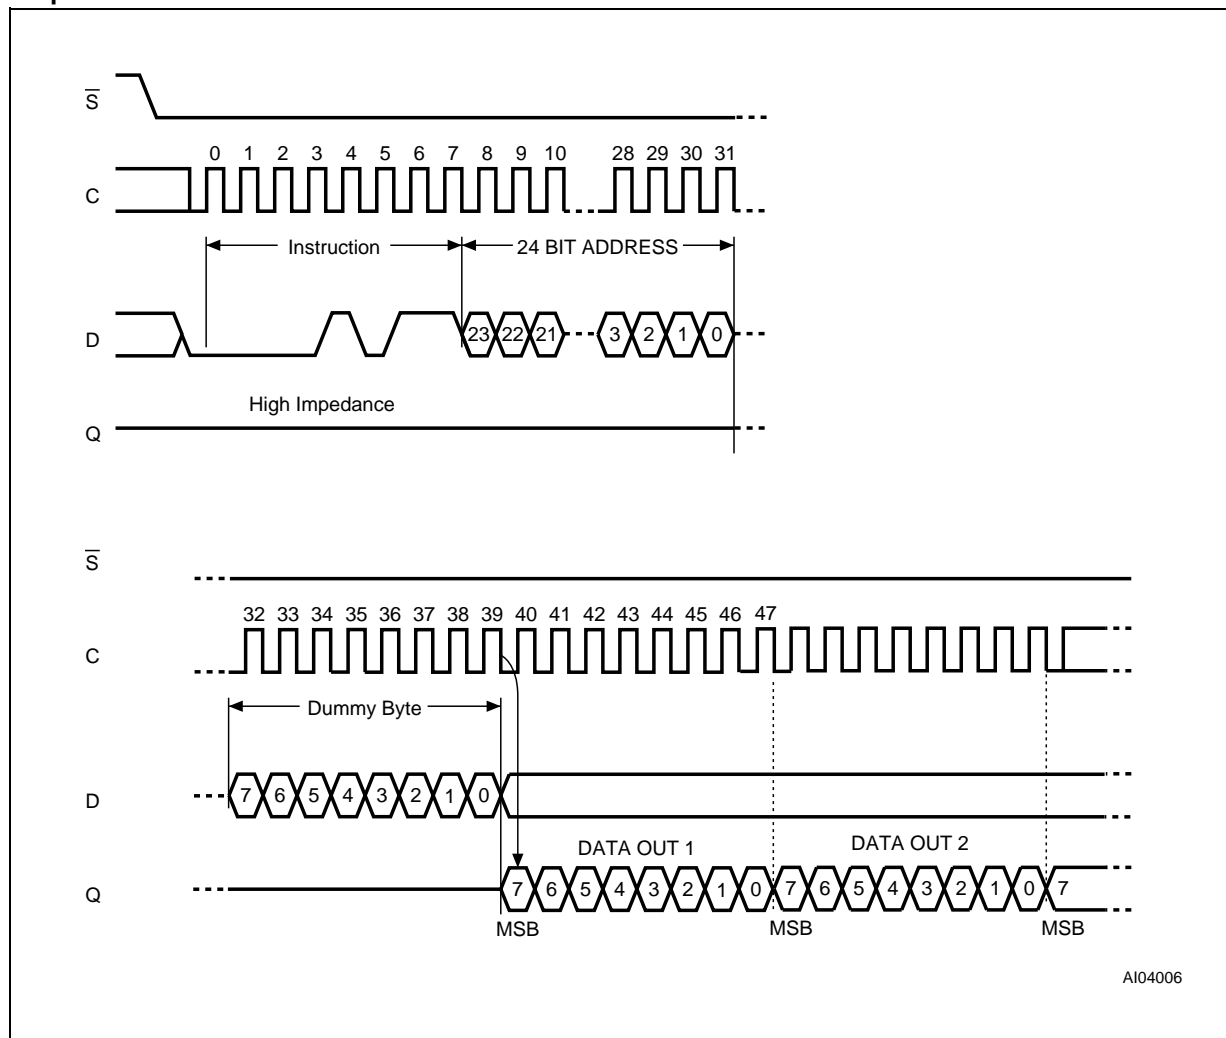 S
0 1 2 3 4 5 6 7 8 9 10 28 29 30 31
C
Instruction 24 BIT ADDRESS
D 23 22 21 3 2 1 0
High Impedance
Q
S
32 33 34 35 36 37 38 39 40 41 42 43 44 45 46 47
C
Dummy Byte
D 7 6 5 4 3 2 1 0
DATA OUT 1 DATA OUT 2
Q 7 6 5 4 3 2 1 0 7 6 5 4 3 2 1 0 7
MSB MSB MSB
AI04006